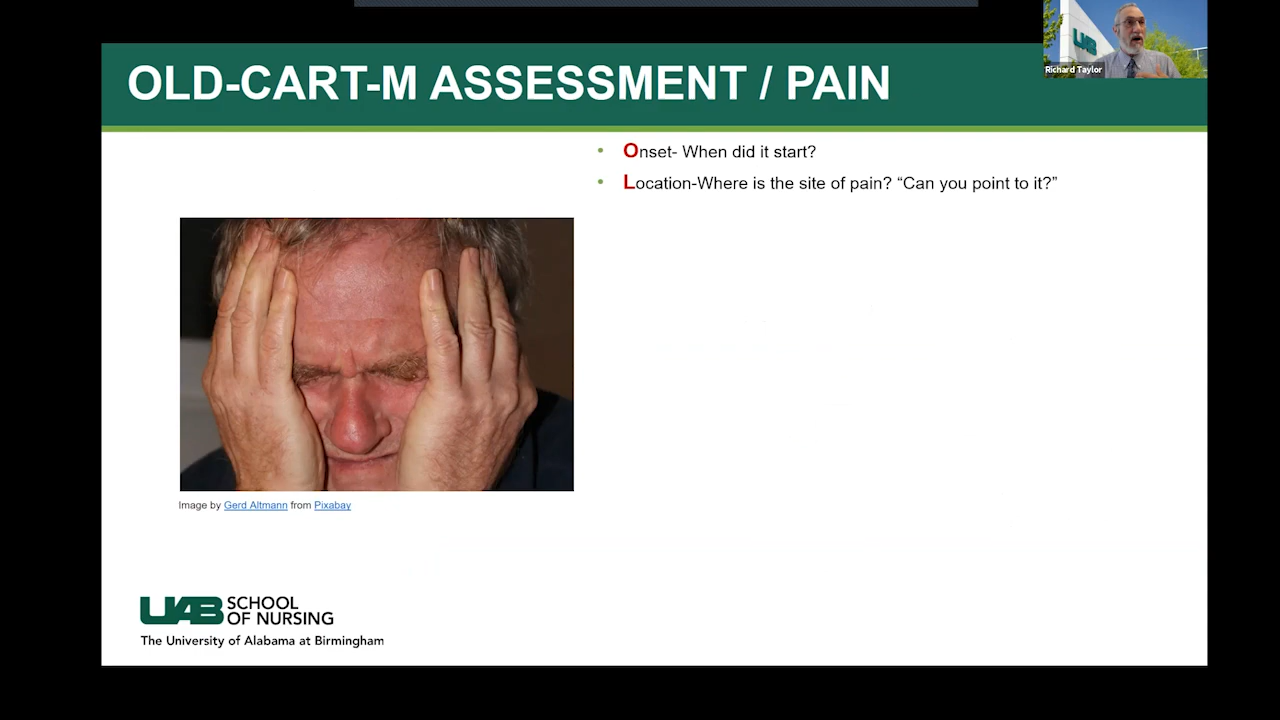 OLD-CART-M ASSESSMENT / PAIN
UAB
Richard Taylor
• Onset- When did it start?
• Location-Where is the site of pain? “Can you point to it?”
Image by Gerd Altmann from Pixabay
UAB SCHOOL
OF NURSING
The University of Alabama at Birmingham